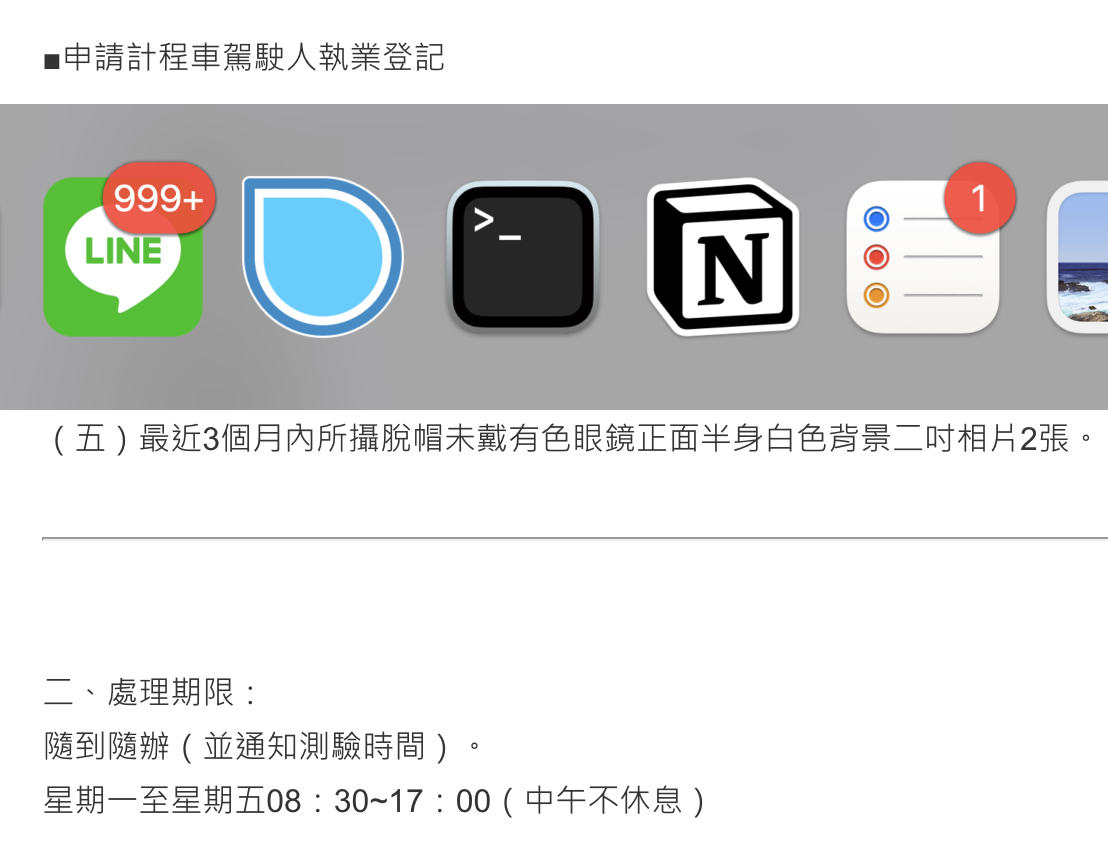 ■申請計程車駕駛人執業登記
999+
LINE
>_
N
1
（五）最近3個月內所攝脫帽未戴有色眼鏡正面半身白色背景二吋相片2張。
二、處理期限：
隨到隨辦（並通知測驗時間）。
星期一至星期五08：30~17：00（中午不休息）